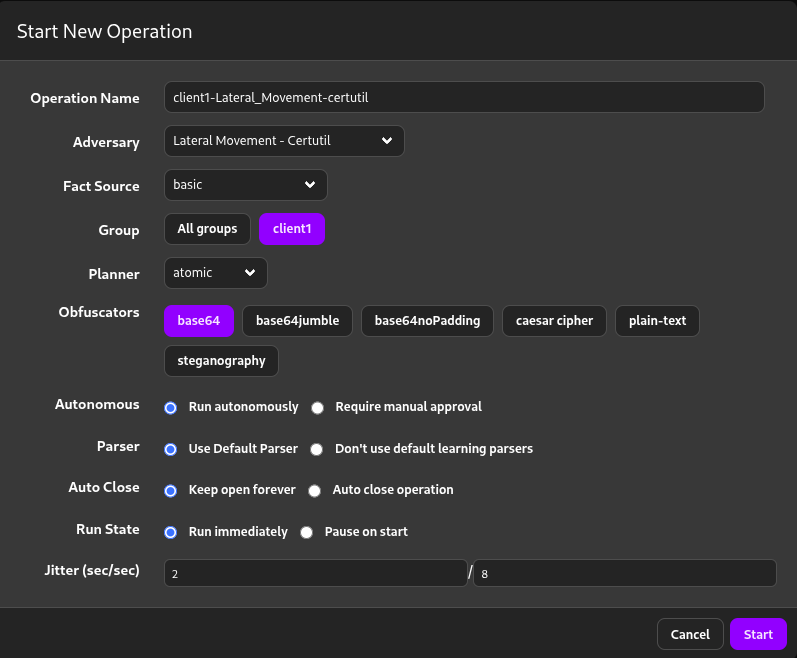 Start New Operation
Operation Name client1-Lateral_Movement-certutil
Adversary Lateral Movement - Certutil
Fact Source basic
Group All groups client1
Planner atomic
Obfuscators base64 base64jumble base64noPadding caesar cipher plain-text
steganography
Autonomous Run autonomously Require manual approval
Parser Use Default Parser Don't use default learning parsers
Auto Close Keep open forever Auto close operation
Run State Run immediately Pause on start
Jitter (sec/sec) 2 / 8
Cancel Start